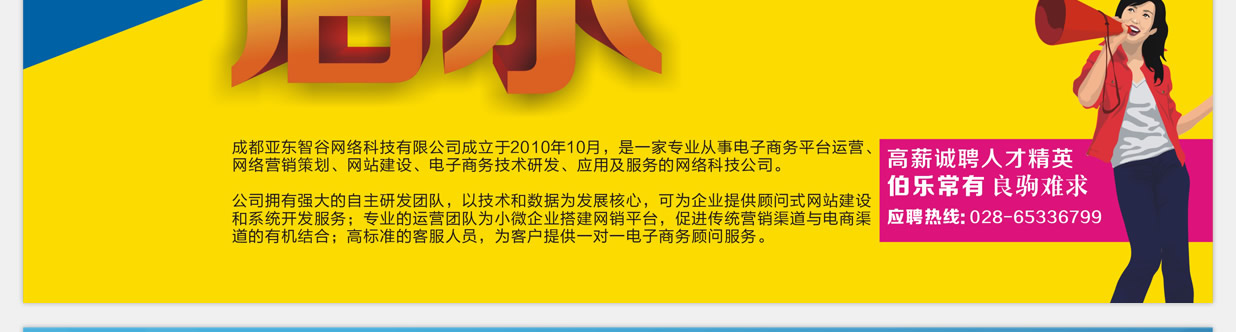 成都亚东智谷网络科技有限公司成立于2010年10月，是一家专业从事电子商务平台运营、
网络营销策划、网站建设、电子商务技术研发、应用及服务的网络科技公司。
公司拥有强大的自主研发团队，以技术和数据为发展核心，可为企业提供顾问式网站建设
和系统开发服务；专业的运营团队为小微企业搭建网销平台，促进传统营销渠道与电商渠
道的有机结合；高标准的客服人员，为客户提供一对一电子商务顾问服务。
高薪诚聘人才精英
伯乐常有 良驹难求
应聘热线: 028-65336799